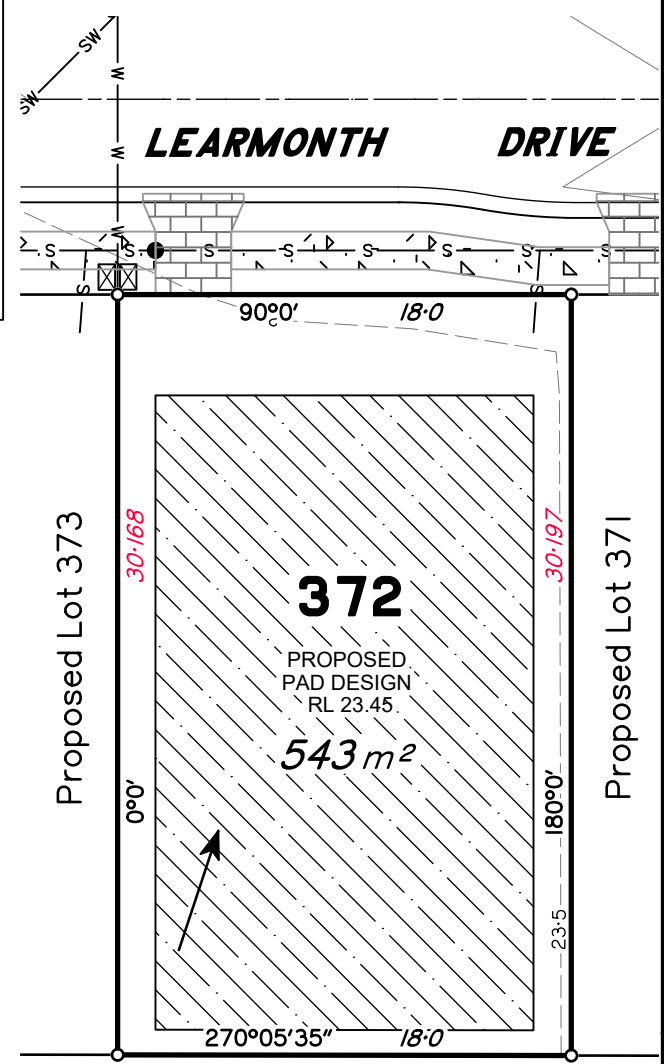 SW
SW
W
W
W
LEARMONTH DRIVE
S S S S S S
S S
90°0' 18·0
30·168
30·197
Proposed Lot 373
Proposed Lot 371
372
PROPOSED
PAD DESIGN
RL 23.45
543 m²
0°0'
180°0'
23·5
270°05'35" 18·0